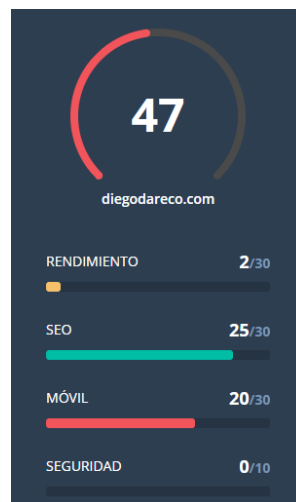 47
diegodareco.com
RENDIMIENTO 2/30
SEO 25/30
MÓVIL 20/30
SEGURIDAD 0/10